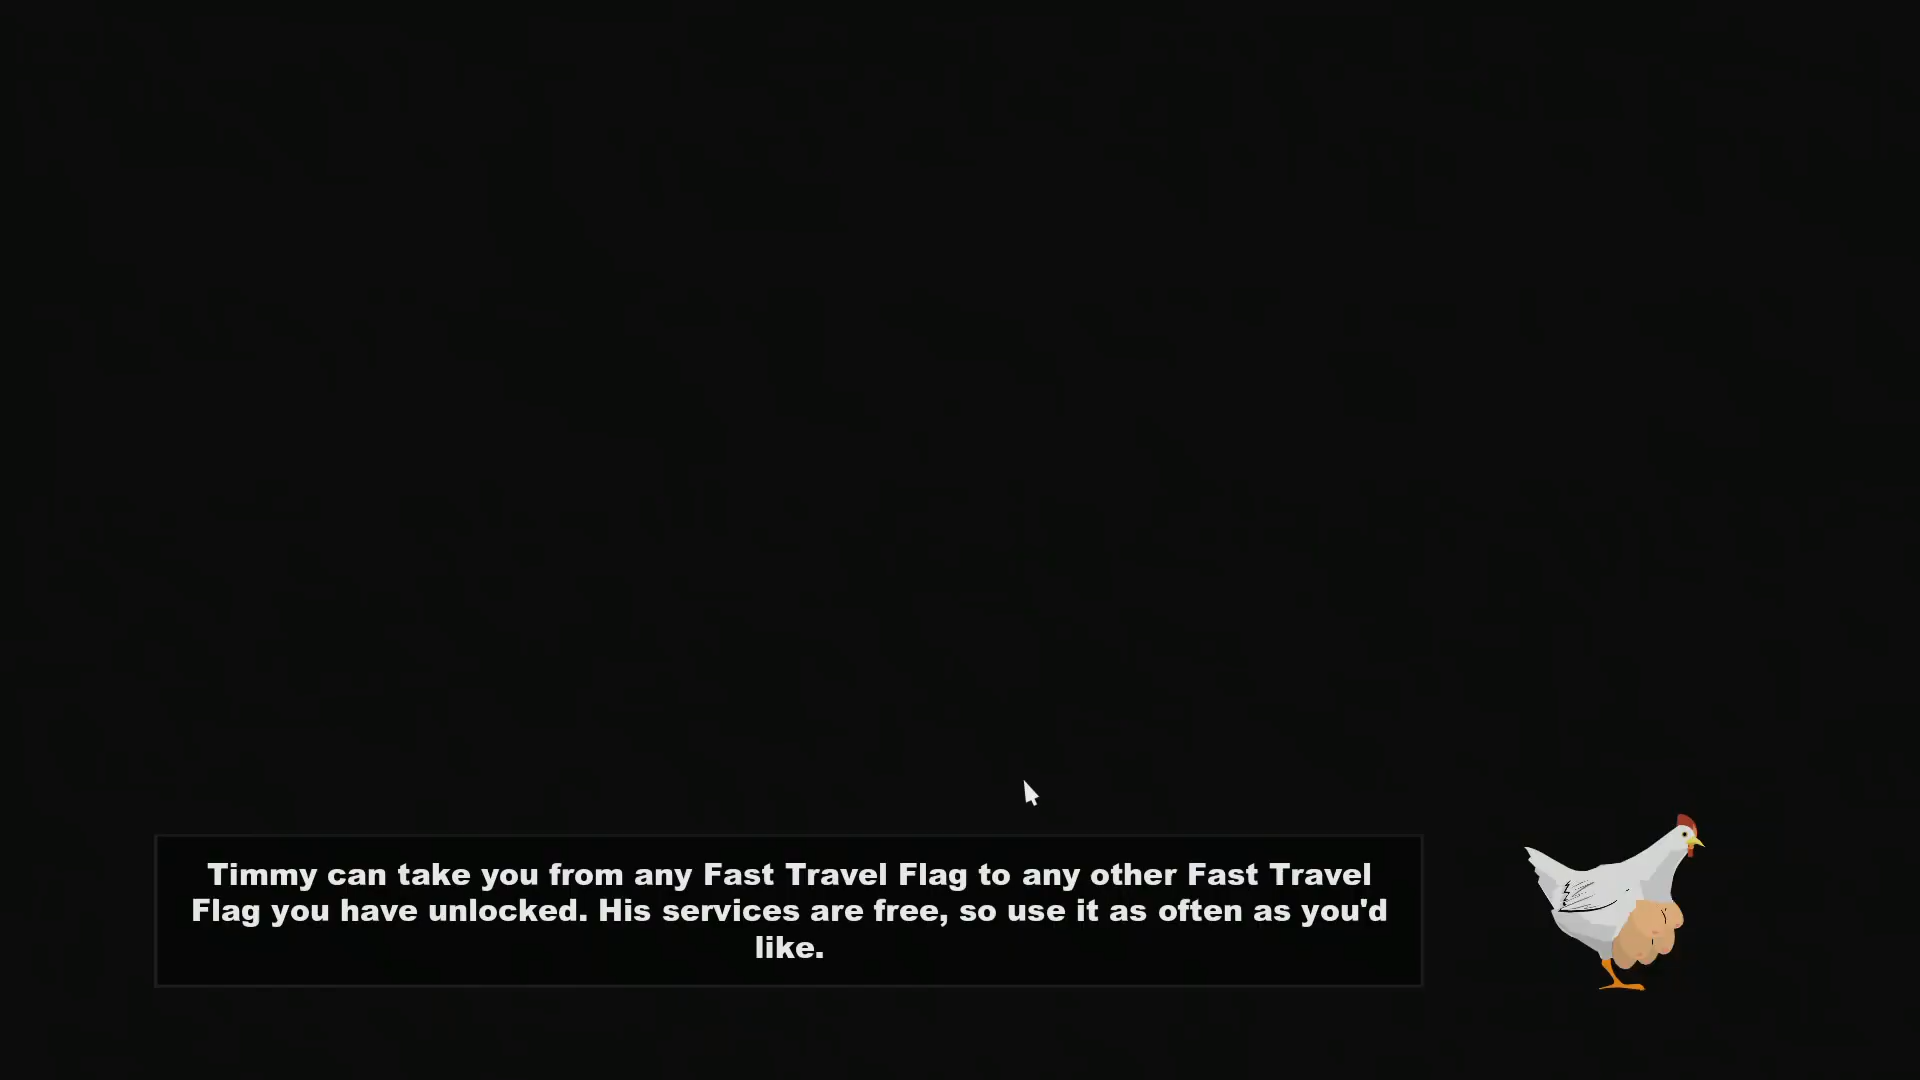 Timmy can take you from any Fast Travel Flag to any other Fast Travel
Flag you have unlocked. His services are free, so use it as often as you'd
like.